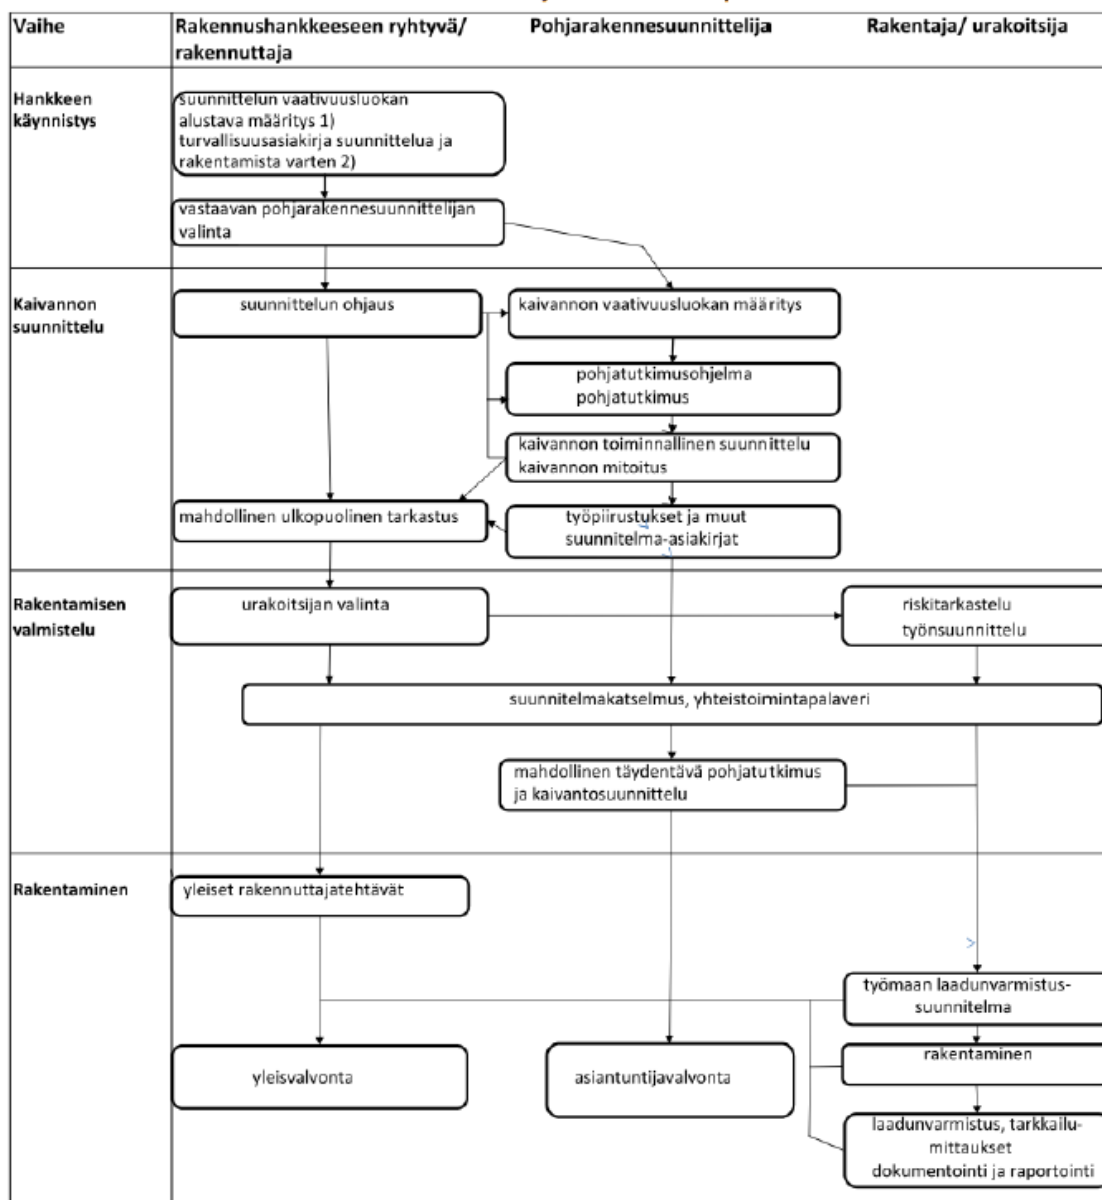 Vaihe
Rakennushankkeeseen ryhtyvä/
rakennuttaja
Pohjarakennesuunnittelija
Rakentaja/ urakoitsija
Hankkeen
käynnistys
suunnittelun vaativuusluokan
alustava määritys 1)
turvallisuusasiakirja suunnittelua ja
rakentamista varten 2)
vastaavan pohjarakennesuunnittelijan
valinta
Kaivannon
suunnittelu
suunnittelun ohjaus
kaivannon vaativuusluokan määritys
pohjatutkimusohjelma
pohjatutkimus
kaivannon toiminnallinen suunnittelu
kaivannon mitoitus
mahdollinen ulkopuolinen tarkastus
työpiirustukset ja muut
suunnitelma-asiakirjat
Rakentamisen
valmistelu
urakoitsijan valinta
riskitarkastelu
työnsuunnittelu
suunnitelmakatselmus, yhteistoimintapalaveri
mahdollinen täydentävä pohjatutkimus
ja kaivantosuunnittelu
Rakentaminen
yleiset rakennuttajatehtävät
työmaan laadunvarmistus-
suunnitelma
yleisvalvonta
asiantuntijavalvonta
rakentaminen
laadunvarmistus, tarkkailu-
mittaukset
dokumentointi ja raportointi